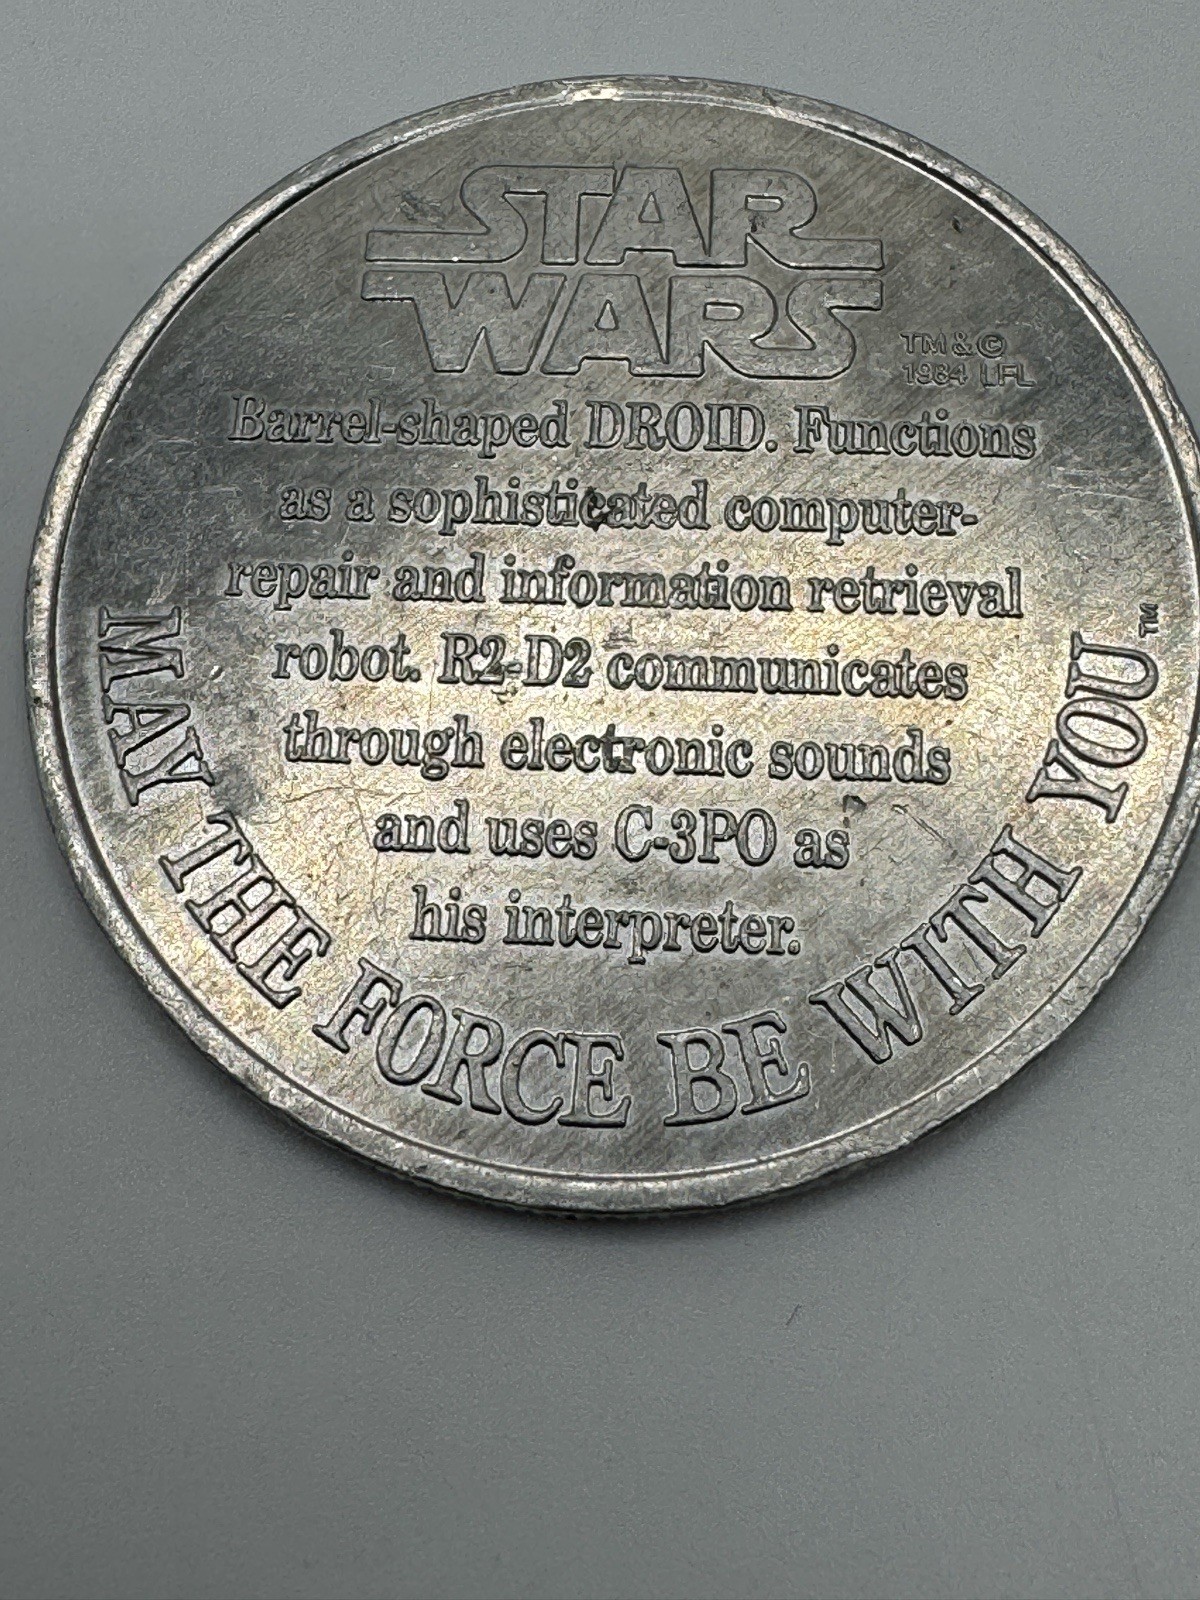 STAR
WARS
TM & ©
1984 LFL
Barrel-shaped DROID. Functions
as a sophisticated computer-
repair and information retrieval
robot. R2-D2 communicates
through electronic sounds
and uses C-3PO as
his interpreter.
MAY THE FORCE BE WITH YOU™